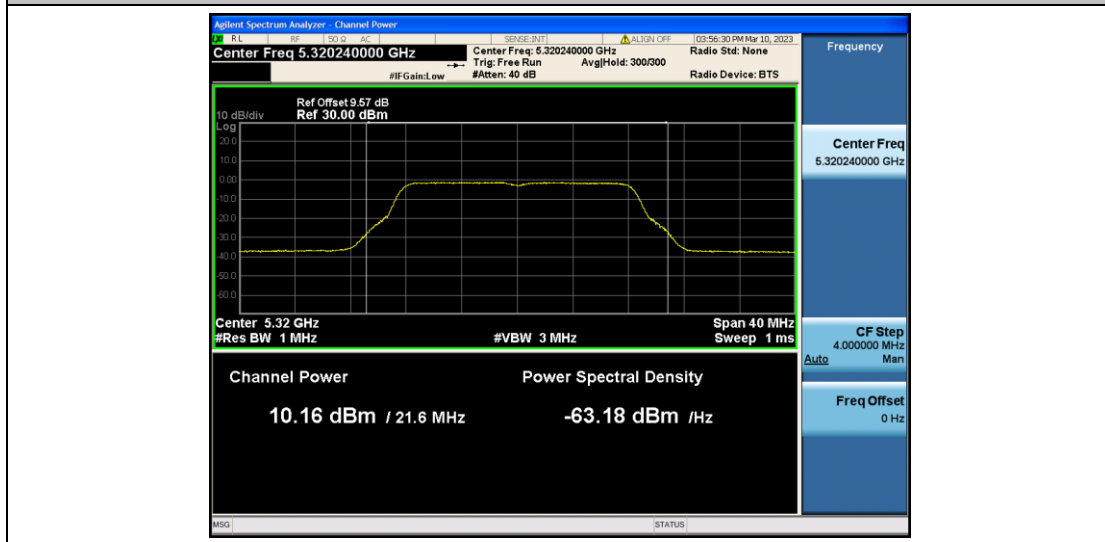 Agilent Spectrum Analyzer - Channel Power
RL RF 50 Ω AC SENSE:INT ALIGN OFF 03:56:30 PM Mar 10, 2023
Center Freq 5.320240000 GHz
Center Freq: 5.320240000 GHz
Radio Std: None
Trig: Free Run Avg|Hold: 300/300
#IFGain:Low #Atten: 40 dB Radio Device: BTS
Ref Offset 9.57 dB
10 dB/div Ref 30.00 dBm
Log
20.0
10.0
0.00
-10.0
-20.0
-30.0
-40.0
-50.0
-60.0
Center 5.32 GHz Span 40 MHz
#Res BW 1 MHz #VBW 3 MHz Sweep 1 ms
Channel Power Power Spectral Density
10.16 dBm / 21.6 MHz -63.18 dBm /Hz
MSG STATUS
Frequency
Center Freq
5.320240000 GHz
CF Step
4.000000 MHz
Auto Man
Freq Offset
0 Hz